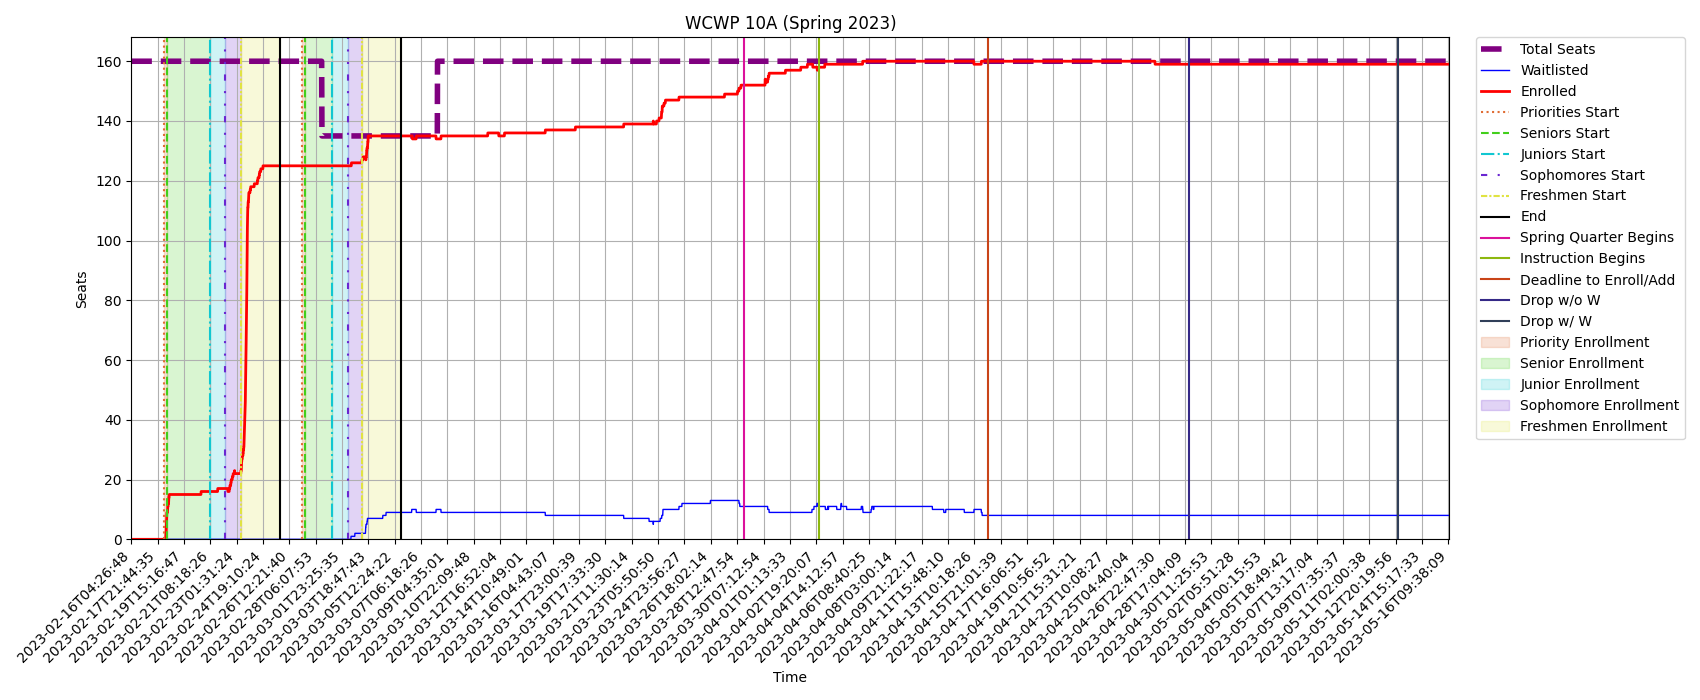 WCWP 10A (Spring 2023)
Seats
160
140
120
100
80
60
40
20
0
2023-02-16T04:26:48
2023-02-17T21:44:35
2023-02-19T15:16:47
2023-02-21T08:18:26
2023-02-23T01:31:24
2023-02-24T19:10:24
2023-02-26T12:21:40
2023-02-28T06:07:53
2023-03-01T23:25:35
2023-03-03T18:47:43
2023-03-05T12:24:22
2023-03-07T06:18:26
2023-03-09T04:35:01
2023-03-10T22:09:48
2023-03-12T16:52:04
2023-03-14T10:49:01
2023-03-16T04:43:07
2023-03-17T23:00:39
2023-03-19T17:33:30
2023-03-21T11:30:14
2023-03-23T05:50:50
2023-03-24T23:56:27
2023-03-26T18:02:14
2023-03-28T12:47:54
2023-03-30T07:12:54
2023-04-01T01:13:33
2023-04-02T19:20:07
2023-04-04T14:12:57
2023-04-06T08:40:25
2023-04-08T03:00:14
2023-04-09T21:22:17
2023-04-11T15:48:10
2023-04-13T10:18:26
2023-04-15T21:01:39
2023-04-17T16:06:51
2023-04-19T10:56:52
2023-04-21T15:31:21
2023-04-23T10:08:27
2023-04-25T04:40:04
2023-04-26T22:47:30
2023-04-28T17:04:09
2023-04-30T11:25:53
2023-05-02T05:51:28
2023-05-04T00:15:53
2023-05-05T18:49:42
2023-05-07T13:17:04
2023-05-09T07:35:37
2023-05-11T02:00:38
2023-05-12T20:19:56
2023-05-14T15:17:33
2023-05-16T09:38:09
Time
Total Seats
Waitlisted
Enrolled
Priorities Start
Seniors Start
Juniors Start
Sophomores Start
Freshmen Start
End
Spring Quarter Begins
Instruction Begins
Deadline to Enroll/Add
Drop w/o W
Drop w/ W
Priority Enrollment
Senior Enrollment
Junior Enrollment
Sophomore Enrollment
Freshmen Enrollment